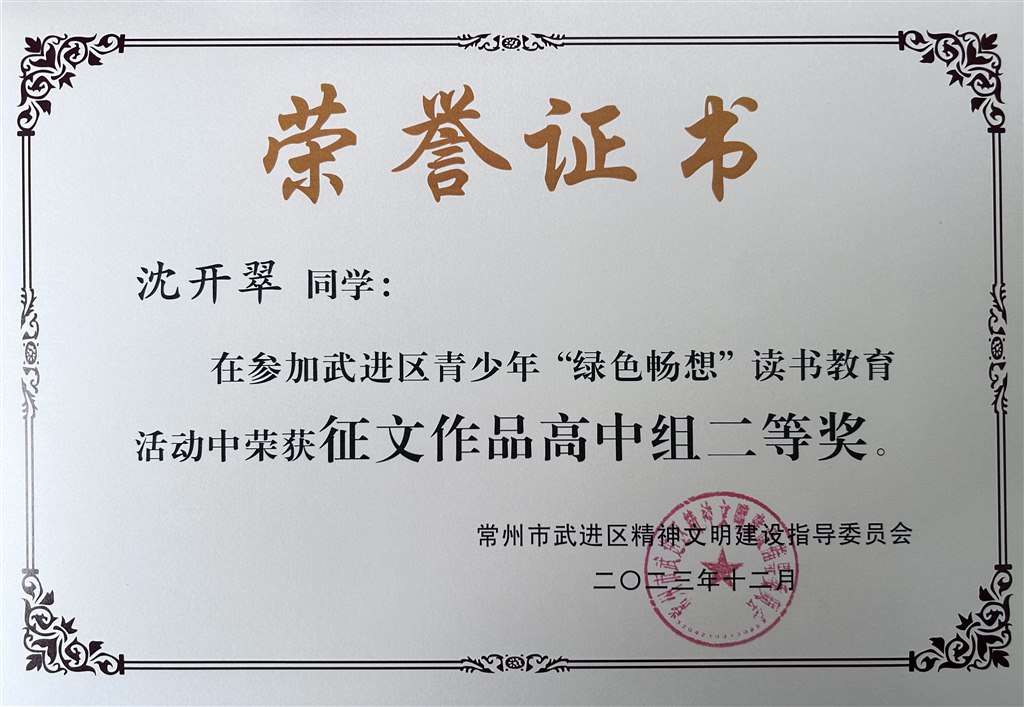 荣誉证书
沈开翠 同学：
在参加武进区青少年“绿色畅想”读书教育
活动中荣获征文作品高中组二等奖。
常州市武进区精神文明建设指导委员会
二〇二三年十二月